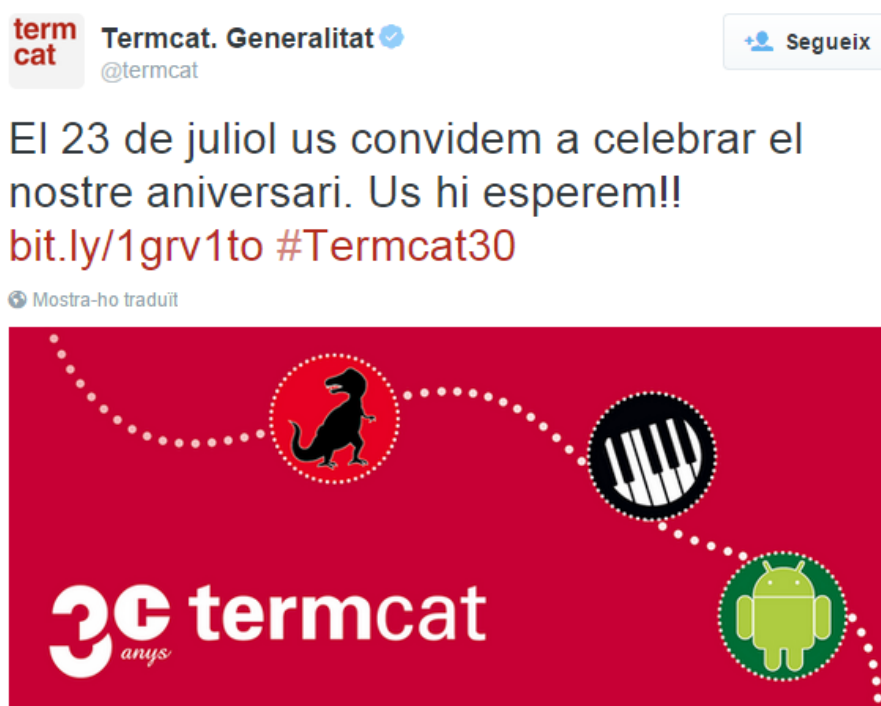 term
cat
Termcat. Generalitat
@termcat
Segueix
El 23 de juliol us convidem a celebrar el
nostre aniversari. Us hi esperem!!
bit.ly/1grv1to #Termcat30
Mostra-ho traduït
30 termcat
anys